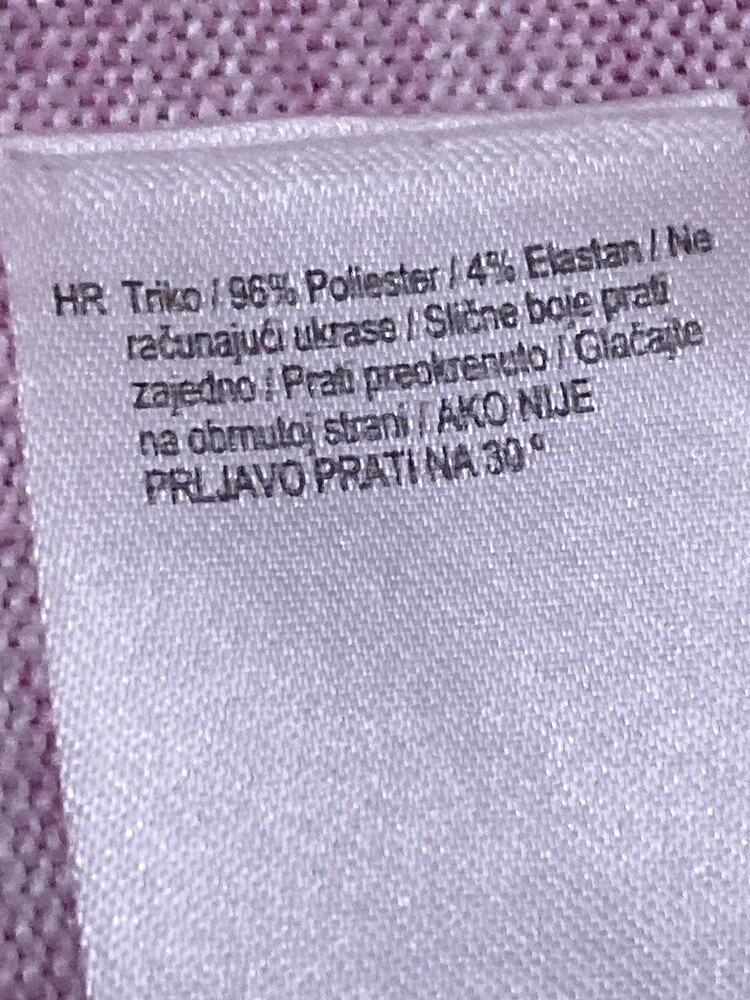 HR Triko / 96% Poliester / 4% Elastan / Ne
računajući ukrase / Slične boje prati
zajedno / Prati preokrenuto / Glačajte
na obrnutoj strani / AKO NIJE
PRLJAVO PRATI NA 30°